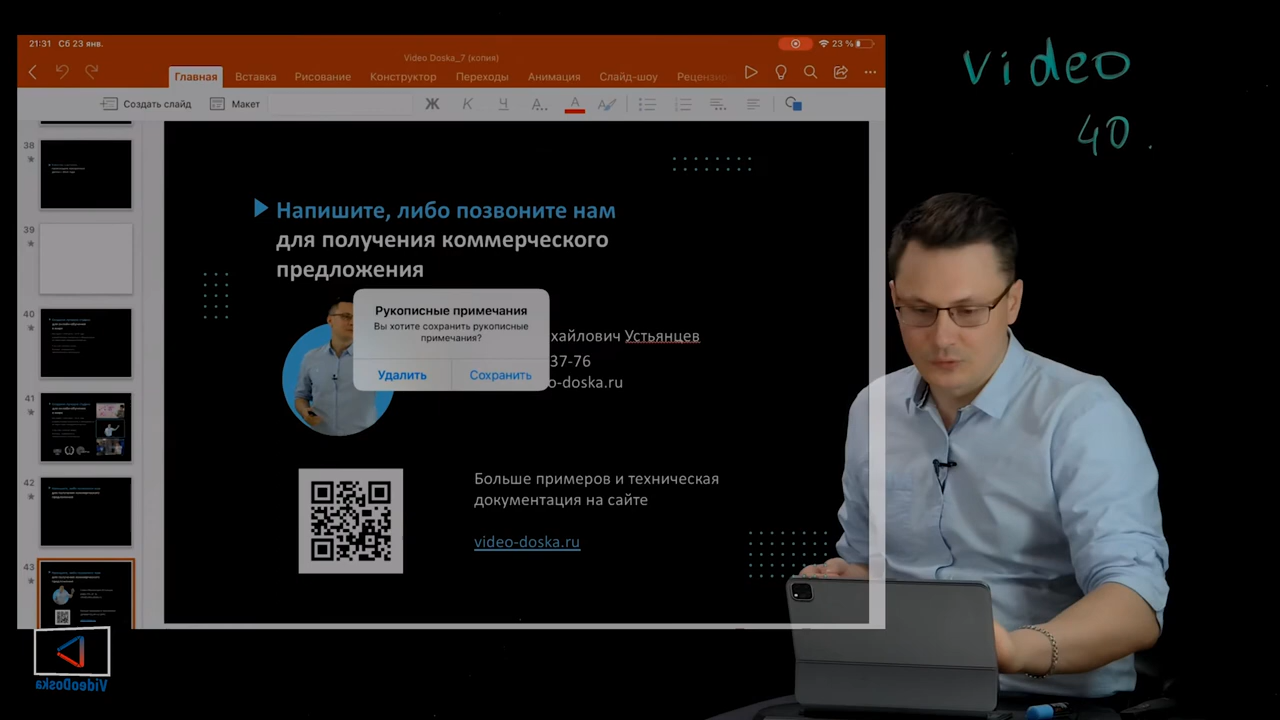 21:31 Сб 23 янв.
23 %
Video Doska_7 (копия)
Главная Вставка Рисование Конструктор Переходы Анимация Слайд-шоу Рецензир
Создать слайд Макет Ж К Ч А.. А
38
39
40
41
42
43
Напишите, либо позвоните нам
для получения коммерческого
предложения
Рукописные примечания
Вы хотите сохранить рукописные
примечания?
Удалить Сохранить
хайлович Устьянцев
37-76
o-doska.ru
Больше примеров и техническая
документация на сайте
video-doska.ru
video
40.
VideoDoska